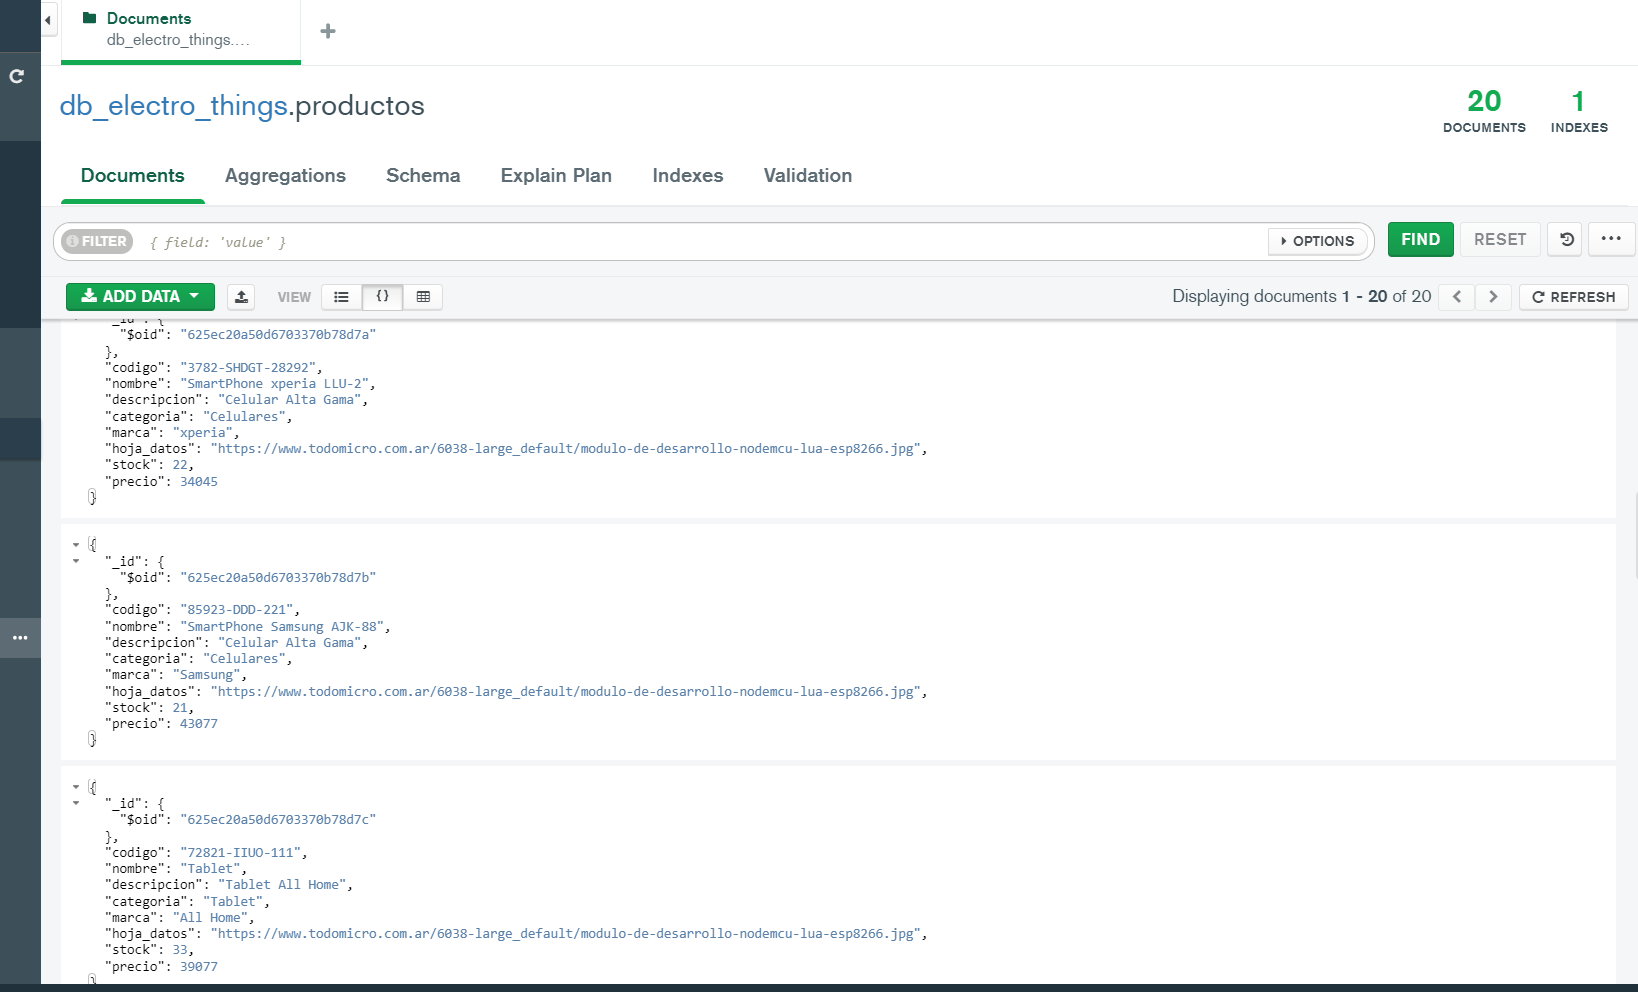 Documents
db_electro_things....
db_electro_things.productos
20
DOCUMENTS
1
INDEXES
Documents
Aggregations
Schema
Explain Plan
Indexes
Validation
FILTER
{ field: 'value' }
OPTIONS
FIND
RESET
ADD DATA
VIEW
{}
Displaying documents 1 - 20 of 20
REFRESH
"_id": {
"$oid": "625ec20a50d6703370b78d7a"
},
"codigo": "3782-SHDGT-28292",
"nombre": "SmartPhone xperia LLU-2",
"descripcion": "Celular Alta Gama",
"categoria": "Celulares",
"marca": "xperia",
"hoja_datos": "https://www.todomicro.com.ar/6038-large_default/modulo-de-desarrollo-nodemcu-lua-esp8266.jpg",
"stock": 22,
"precio": 34045
}
{
"_id": {
"$oid": "625ec20a50d6703370b78d7b"
},
"codigo": "85923-DDD-221",
"nombre": "SmartPhone Samsung AJK-88",
"descripcion": "Celular Alta Gama",
"categoria": "Celulares",
"marca": "Samsung",
"hoja_datos": "https://www.todomicro.com.ar/6038-large_default/modulo-de-desarrollo-nodemcu-lua-esp8266.jpg",
"stock": 21,
"precio": 43077
}
{
"_id": {
"$oid": "625ec20a50d6703370b78d7c"
},
"codigo": "72821-IIUO-111",
"nombre": "Tablet",
"descripcion": "Tablet All Home",
"categoria": "Tablet",
"marca": "All Home",
"hoja_datos": "https://www.todomicro.com.ar/6038-large_default/modulo-de-desarrollo-nodemcu-lua-esp8266.jpg",
"stock": 33,
"precio": 39077
}